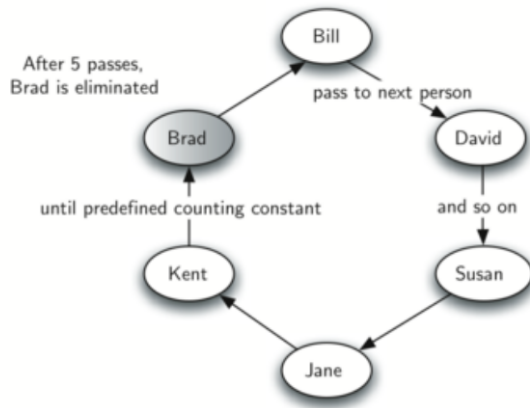 Bill
After 5 passes,
Brad is eliminated
pass to next person
Brad
David
until predefined counting constant
and so on
Kent
Susan
Jane